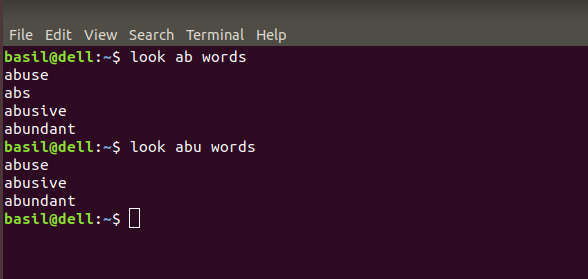 File Edit View Search Terminal Help
basil@dell:~$ look ab words
abuse
abs
abusive
abundant
basil@dell:~$ look abu words
abuse
abusive
abundant
basil@dell:~$